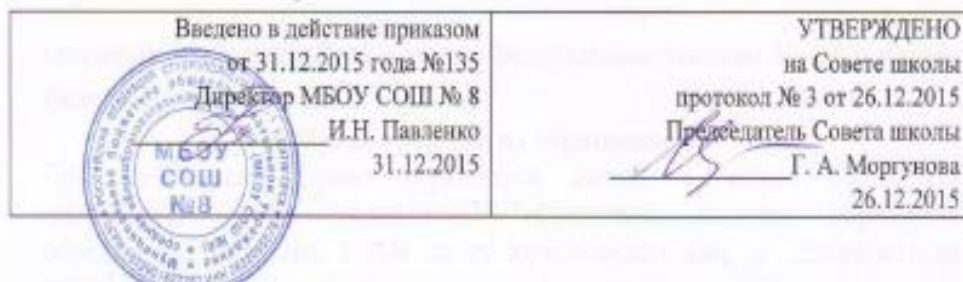 Введено в действие приказом
от 31.12.2015 года №135
Директор МБОУ СОШ № 8
И.Н. Павленко
31.12.2015
МБОУ
СОШ
№8
УТВЕРЖДЕНО
на Совете школы
протокол № 3 от 26.12.2015
Председатель Совета школы
Г. А. Моргунова
26.12.2015